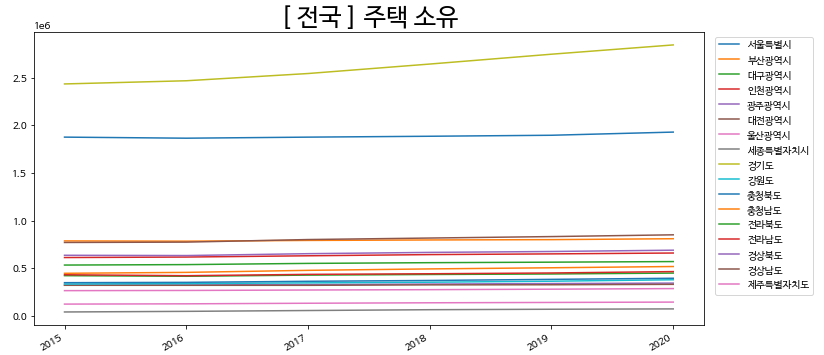 [ 전국 ] 주택 소유
1e6
2.5
2.0
1.5
1.0
0.5
0.0
2015
2016
2017
2018
2019
2020
서울특별시
부산광역시
대구광역시
인천광역시
광주광역시
대전광역시
울산광역시
세종특별자치시
경기도
강원도
충청북도
충청남도
전라북도
전라남도
경상북도
경상남도
제주특별자치도